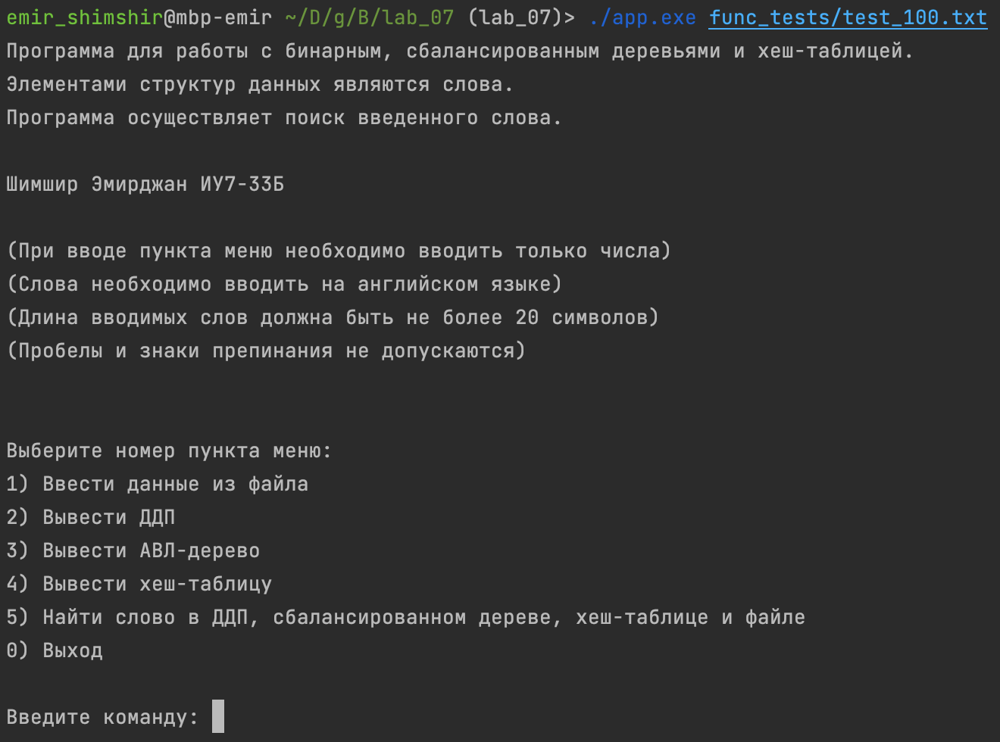 emir_shimshir@mbp-emir ~/D/g/B/lab_07 (lab_07)> ./app.exe func_tests/test_100.txt
Программа для работы с бинарным, сбалансированным деревьями и хеш-таблицей.
Элементами структур данных являются слова.
Программа осуществляет поиск введенного слова.
Шимшир Эмирджан ИУ7-33Б
(При вводе пункта меню необходимо вводить только числа)
(Слова необходимо вводить на английском языке)
(Длина вводимых слов должна быть не более 20 символов)
(Пробелы и знаки препинания не допускаются)
Выберите номер пункта меню:
1) Ввести данные из файла
2) Вывести ДДП
3) Вывести АВЛ-дерево
4) Вывести хеш-таблицу
5) Найти слово в ДДП, сбалансированном дереве, хеш-таблице и файле
0) Выход
Введите команду: